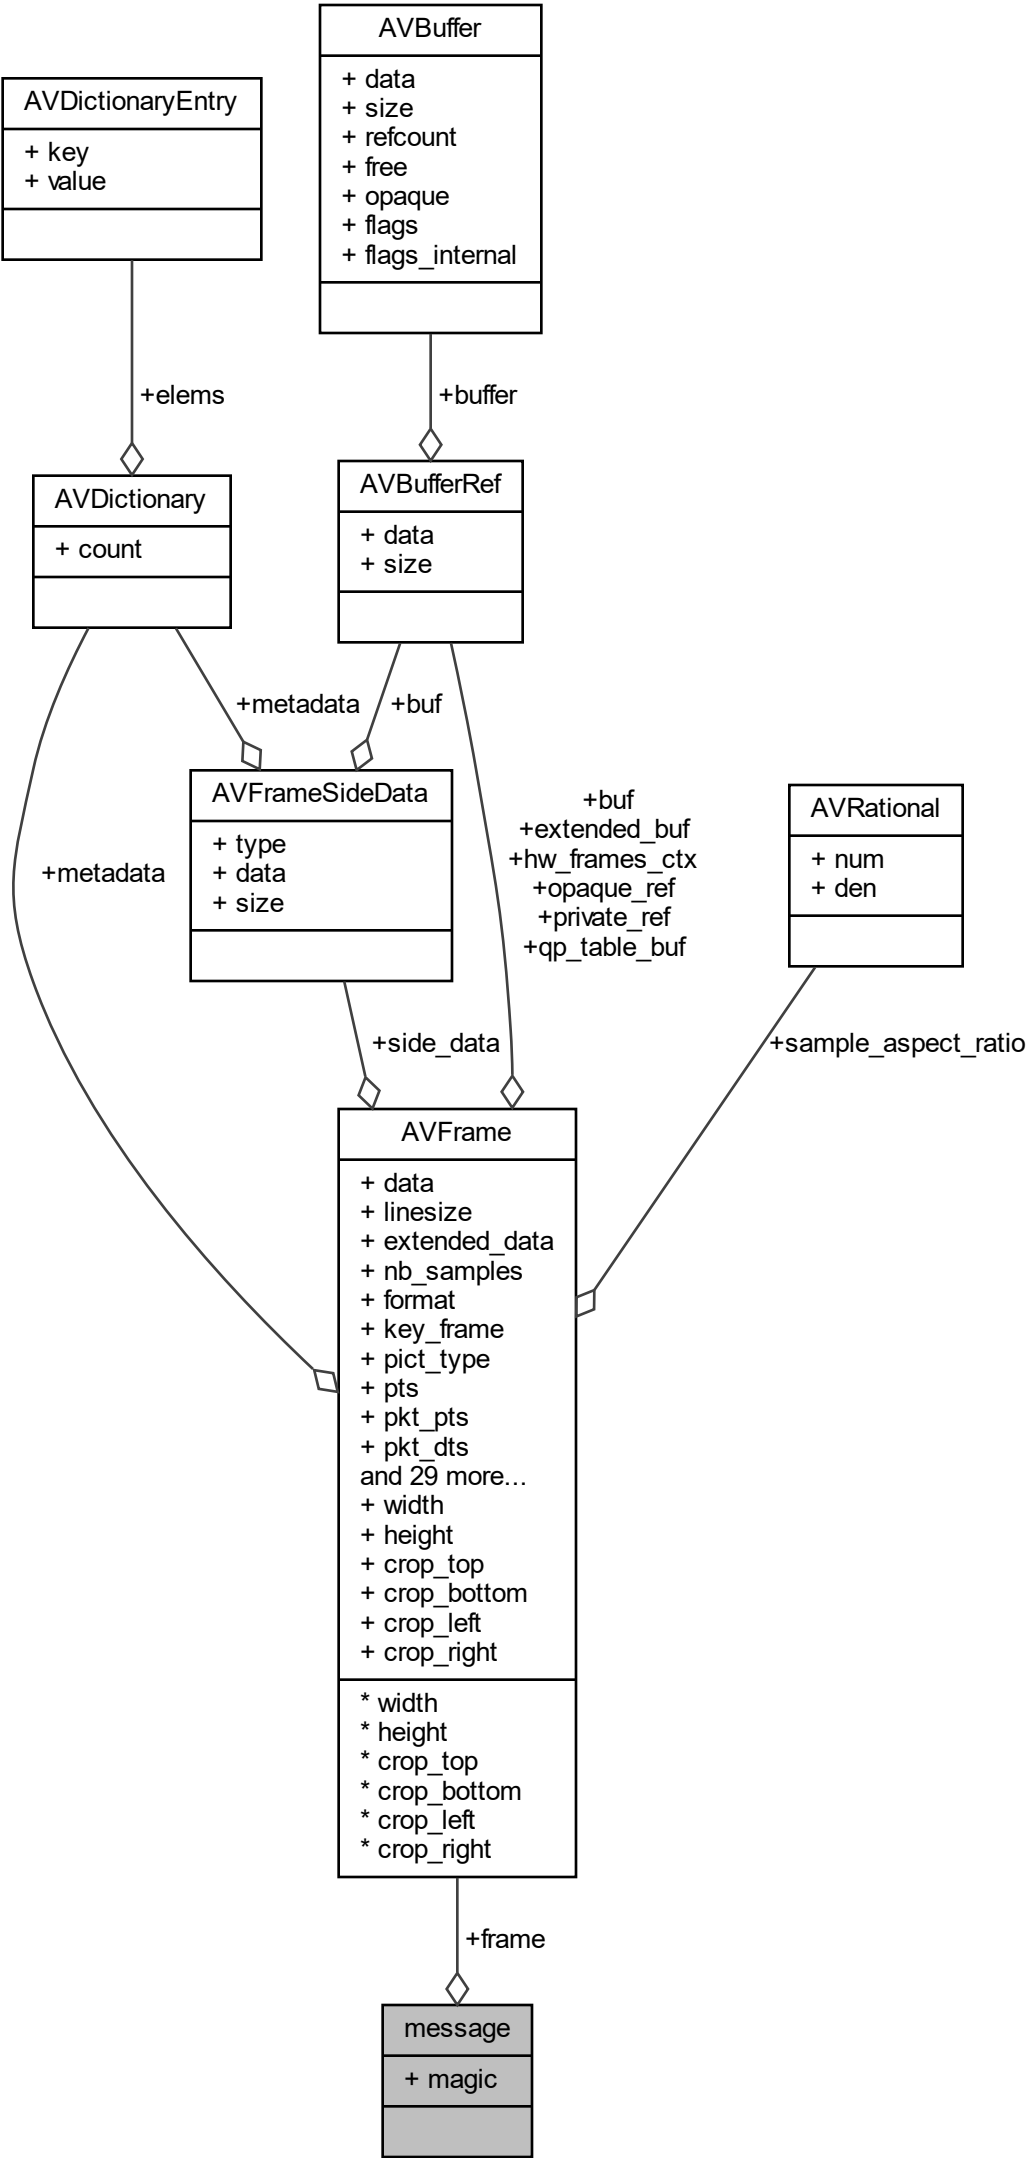 AVBuffer
+ data
+ size
+ refcount
+ free
+ opaque
+ flags
+ flags_internal
AVDictionaryEntry
+ key
+ value
+elems
+buffer
AVDictionary
+ count
AVBufferRef
+ data
+ size
+metadata
+buf
AVFrameSideData
+ type
+ data
+ size
+buf
+extended_buf
+hw_frames_ctx
+opaque_ref
+private_ref
+qp_table_buf
AVRational
+ num
+ den
+metadata
+side_data
+sample_aspect_ratio
AVFrame
+ data
+ linesize
+ extended_data
+ nb_samples
+ format
+ key_frame
+ pict_type
+ pts
+ pkt_pts
+ pkt_dts
and 29 more...
+ width
+ height
+ crop_top
+ crop_bottom
+ crop_left
+ crop_right
* width
* height
* crop_top
* crop_bottom
* crop_left
* crop_right
+frame
message
+ magic